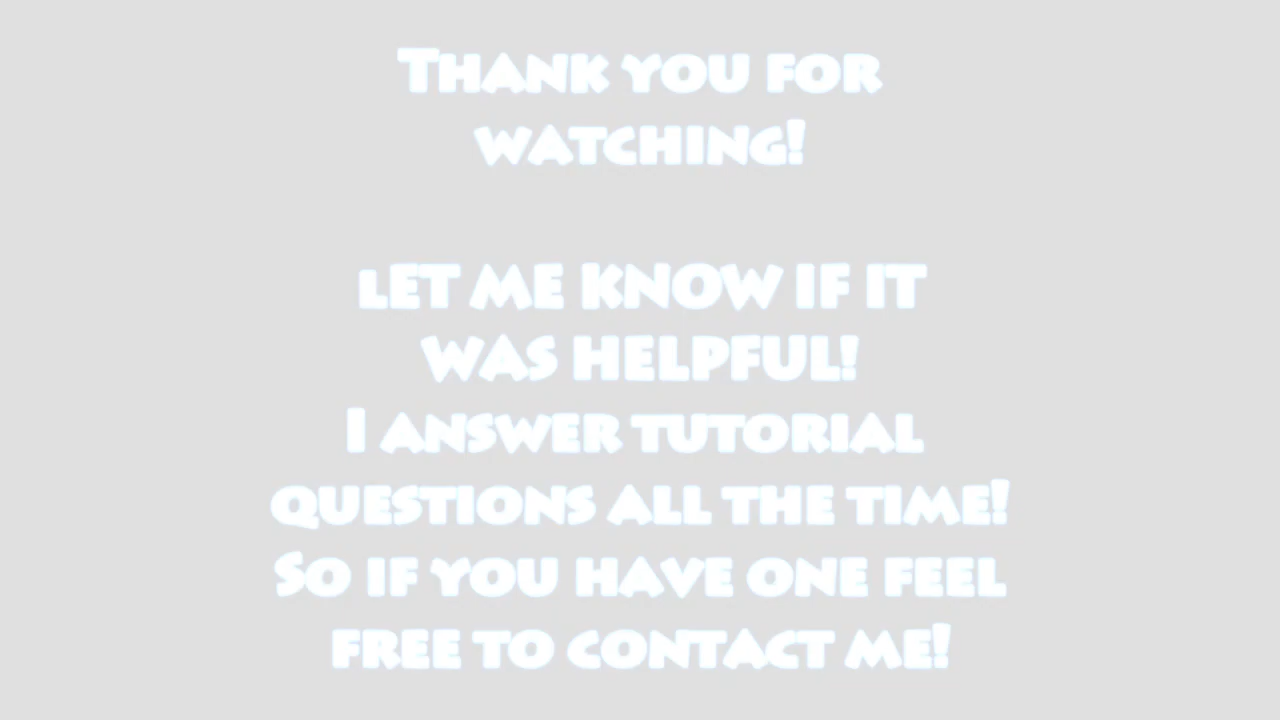 Thank you for
watching!
let me know if it
was helpful!
I answer tutorial
questions all the time!
So if you have one feel
free to contact me!